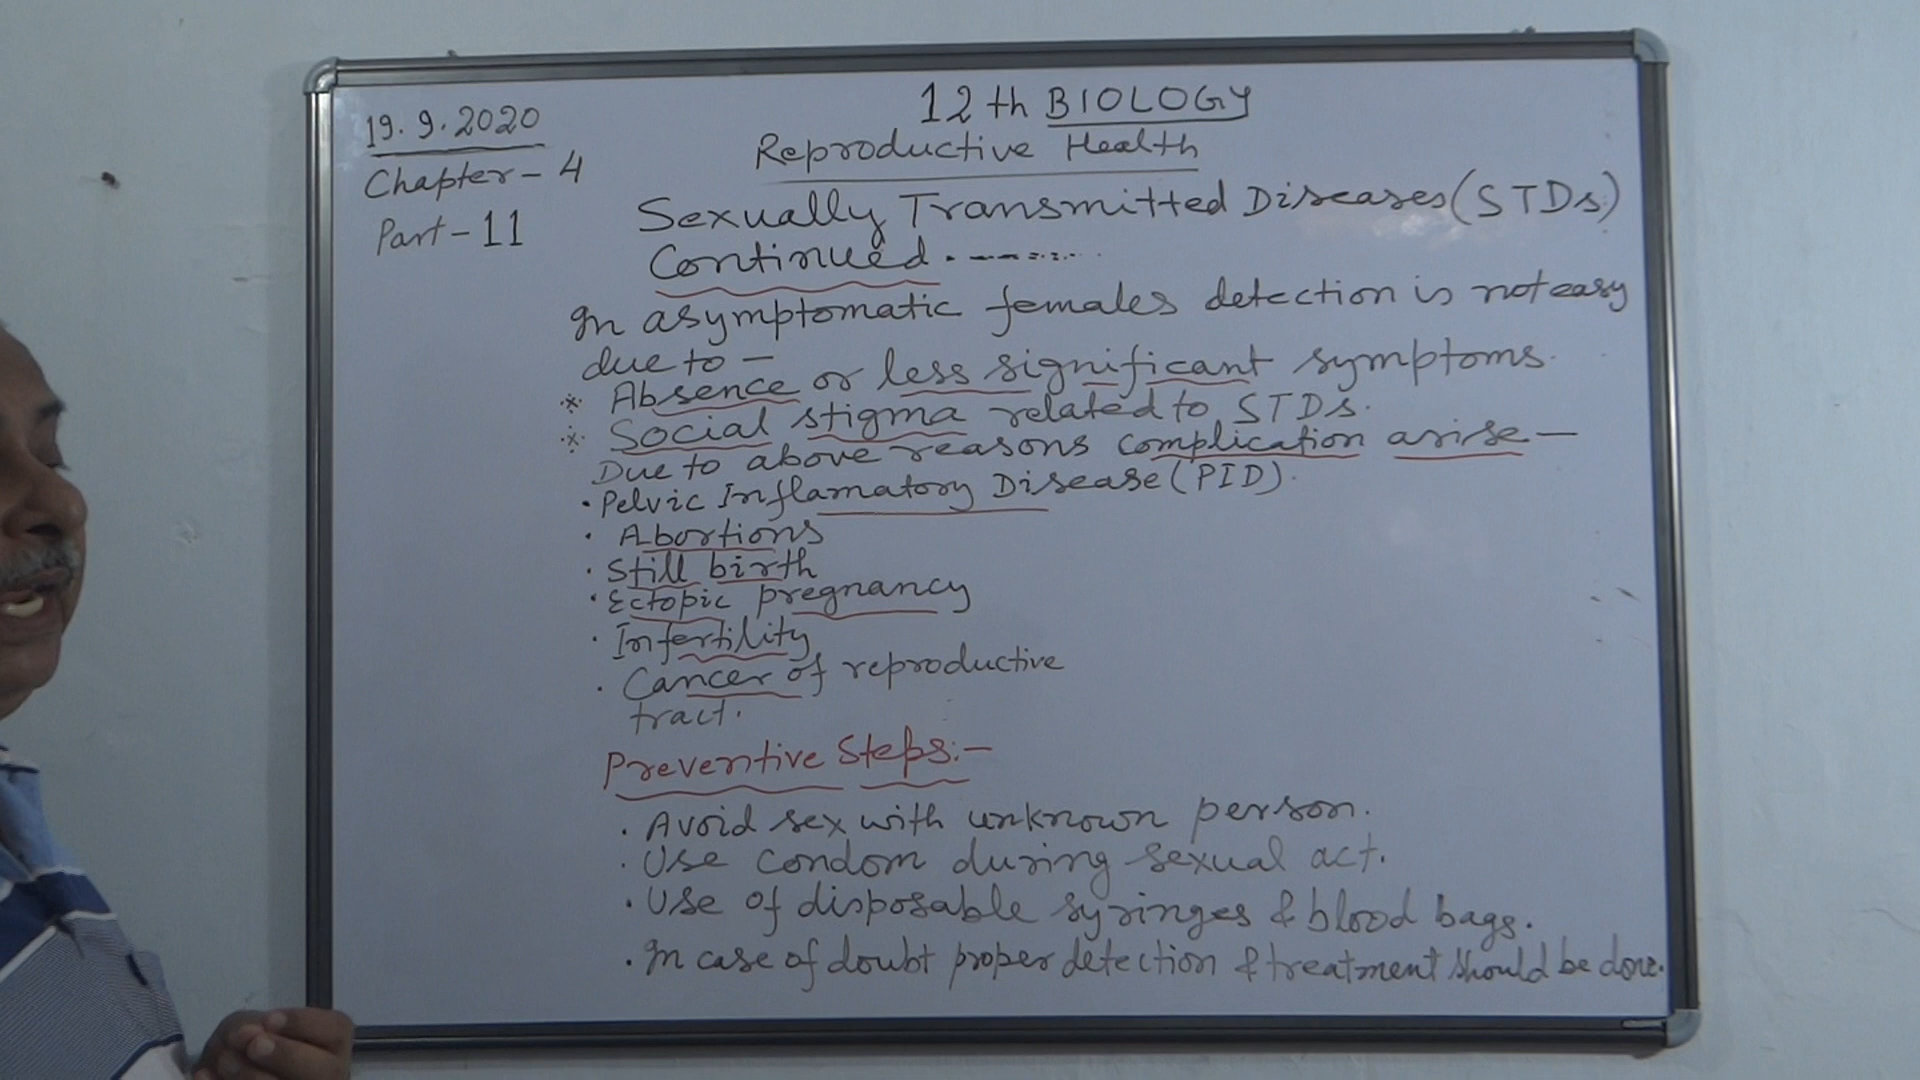 19.9.2020
Chapter-4
Part-11
12th BIOLOGY
Reproductive Health
Sexually Transmitted Diseases(STDs)
Continued.--------
In asymptomatic females detection is not easy
due to -
* Absence or less significant symptoms.
* Social stigma related to STDs.
Due to above reasons complication arise-
• Pelvic Inflamatory Disease (PID).
• Abortions
• Still birth
• Ectopic pregnancy
• Infertility
• Cancer of reproductive
tract.
Preventive Steps:-
• Avoid sex with unknown person.
• Use condom during sexual act.
• Use of disposable syringes & blood bags.
• In case of doubt proper detection & treatment should be done.